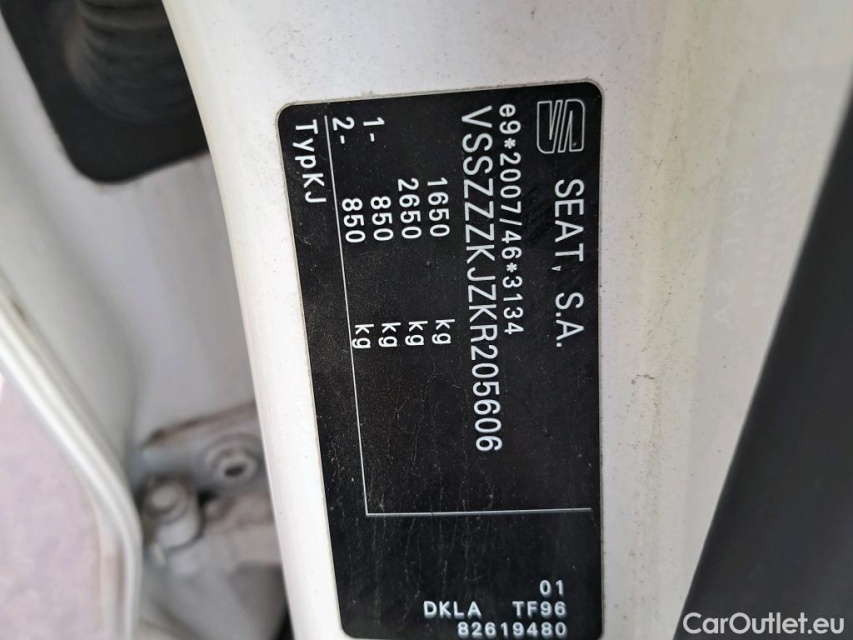 SEAT, S.A.
e9*2007/46*3134
VSSZZZKJZKR205606
1650 kg
2650 kg
1- 850 kg
2- 850 kg
TypKJ
01
DKLA TF96
82619480
CarOutlet.eu